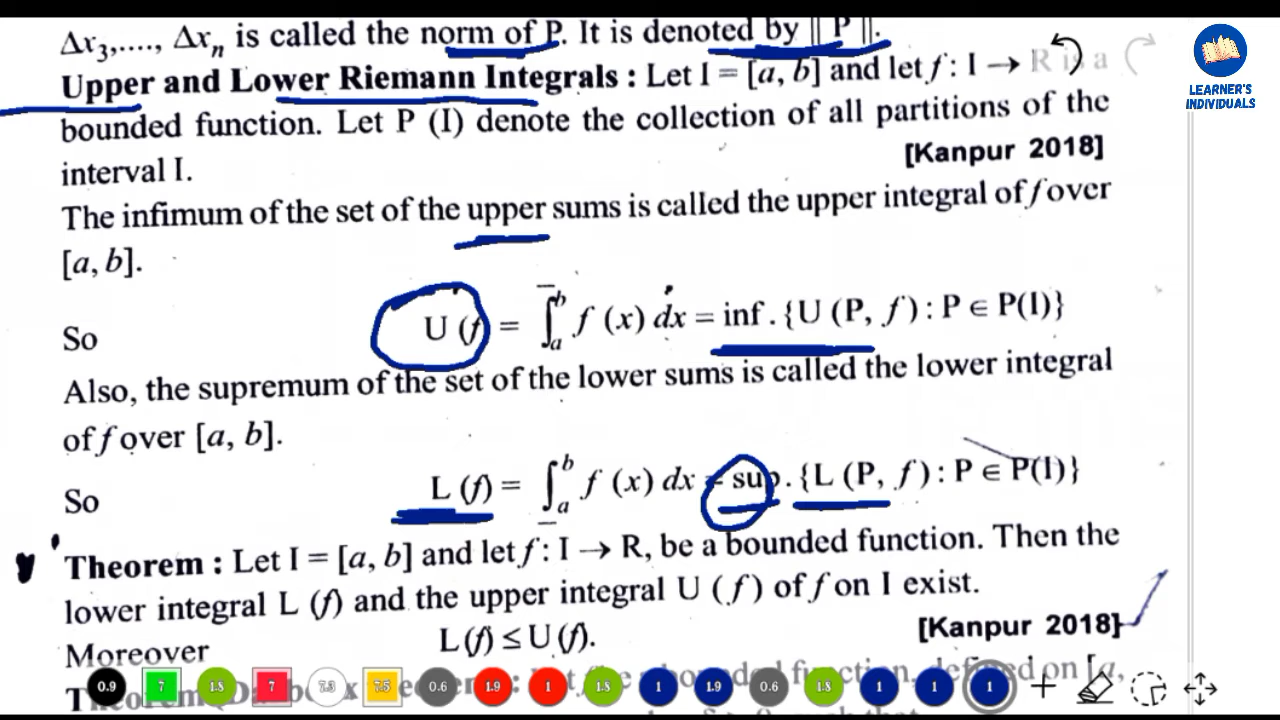 Δx₃,...., Δxₙ is called the norm of P. It is denoted by || P ||.
Upper and Lower Riemann Integrals : Let I = [a, b] and let f : I → R is a
bounded function. Let P (I) denote the collection of all partitions of the
interval I.
[Kanpur 2018]
The infimum of the set of the upper sums is called the upper integral of f over
[a, b].
So U (f) = ∫̅ₐᵇ f (x) dx = inf . {U (P, f) : P ∈ P(I)}
Also, the supremum of the set of the lower sums is called the lower integral
of f over [a, b].
So L (f) = ∫̲ₐᵇ f (x) dx = sup . {L (P, f) : P ∈ P(I)}
Theorem : Let I = [a, b] and let f : I → R, be a bounded function. Then the
lower integral L (f) and the upper integral U (f) of f on I exist.
[Kanpur 2018]
Moreover L(f) ≤ U(f).
bounded function, defined on [a,
LEARNER'S
INDIVIDUALS
0.9 7 1.8 7 7.3 7.5 0.6 1.9 1 1.8 1 1.9 0.6 1.8 1 1 1